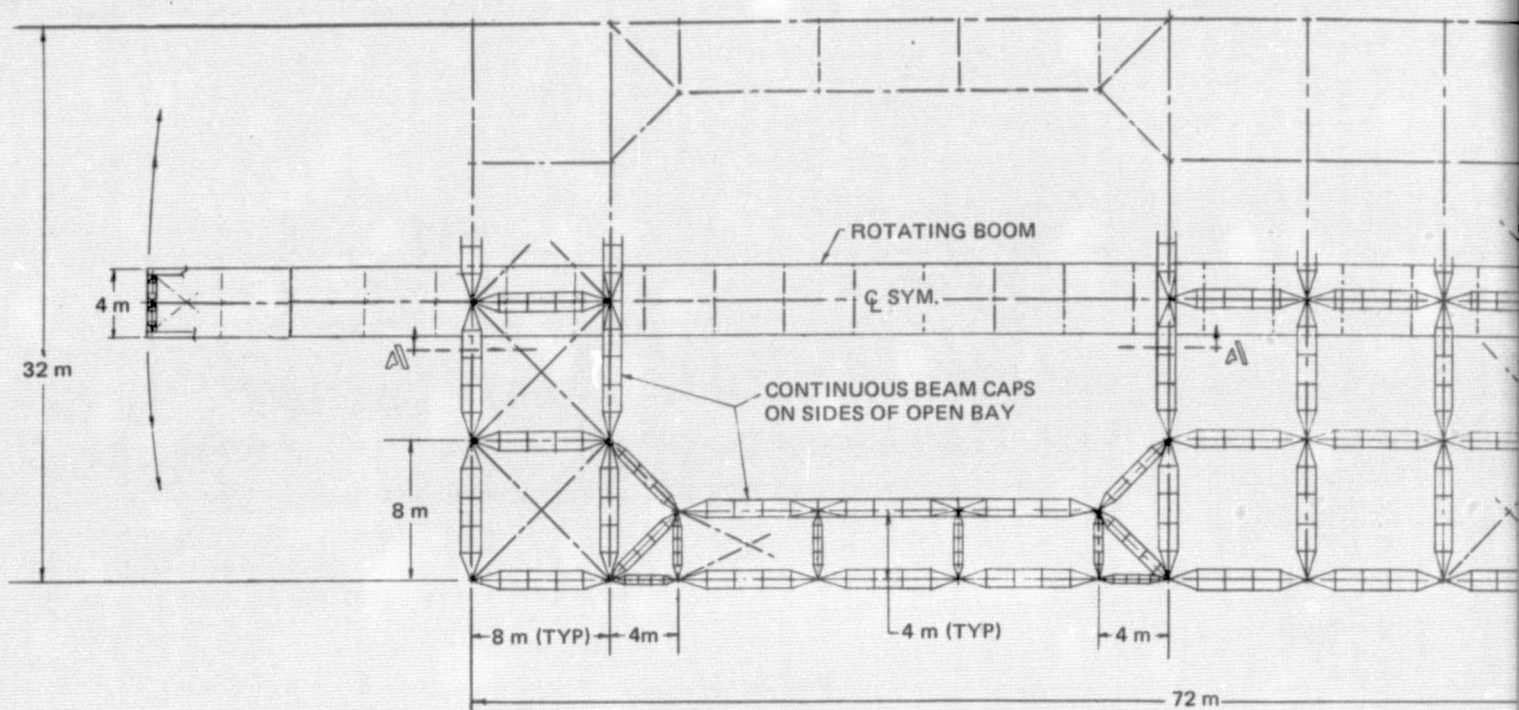 ROTATING BOOM
4 m
℄ SYM.
A
A
32 m
CONTINUOUS BEAM CAPS
ON SIDES OF OPEN BAY
8 m
8 m (TYP)
4m
4 m (TYP)
4 m
72 m